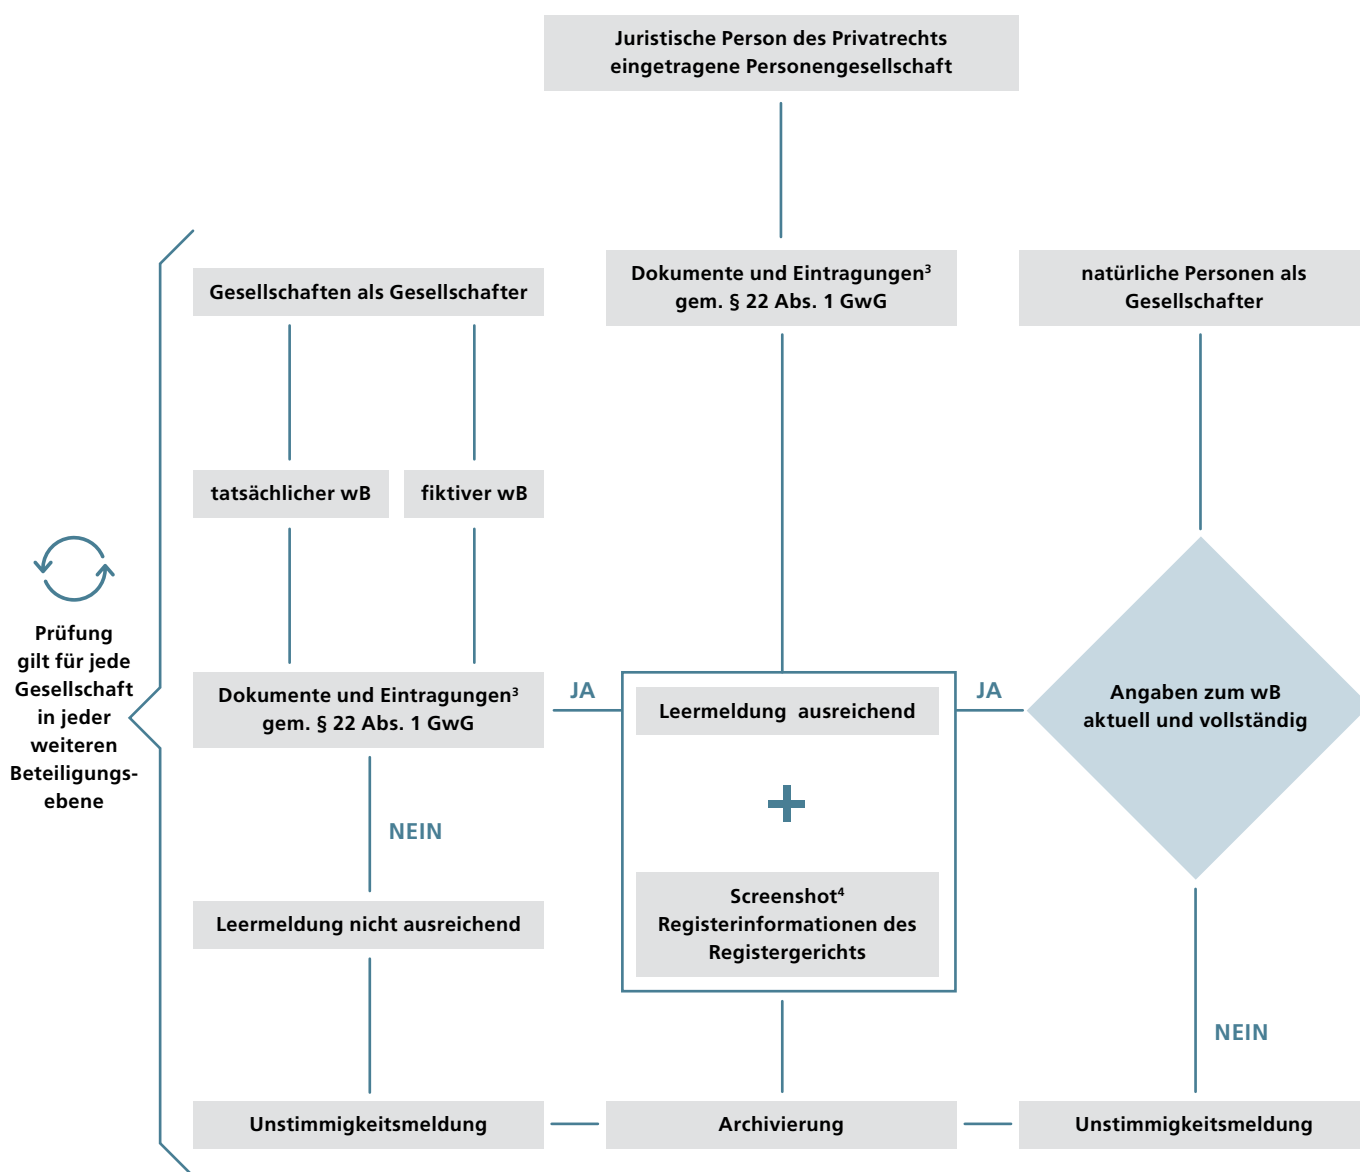 Juristische Person des Privatrechts
eingetragene Personengesellschaft
Gesellschaften als Gesellschafter
Dokumente und Eintragungen³
gem. § 22 Abs. 1 GwG
natürliche Personen als
Gesellschafter
tatsächlicher wB
fiktiver wB
Prüfung
gilt für jede
Gesellschaft
in jeder
weiteren
Beteiligungs-
ebene
Dokumente und Eintragungen³
gem. § 22 Abs. 1 GwG
JA
Leermeldung ausreichend
JA
Angaben zum wB
aktuell und vollständig
NEIN
Screenshot⁴
Registerinformationen des
Registergerichts
Leermeldung nicht ausreichend
NEIN
Unstimmigkeitsmeldung
Archivierung
Unstimmigkeitsmeldung